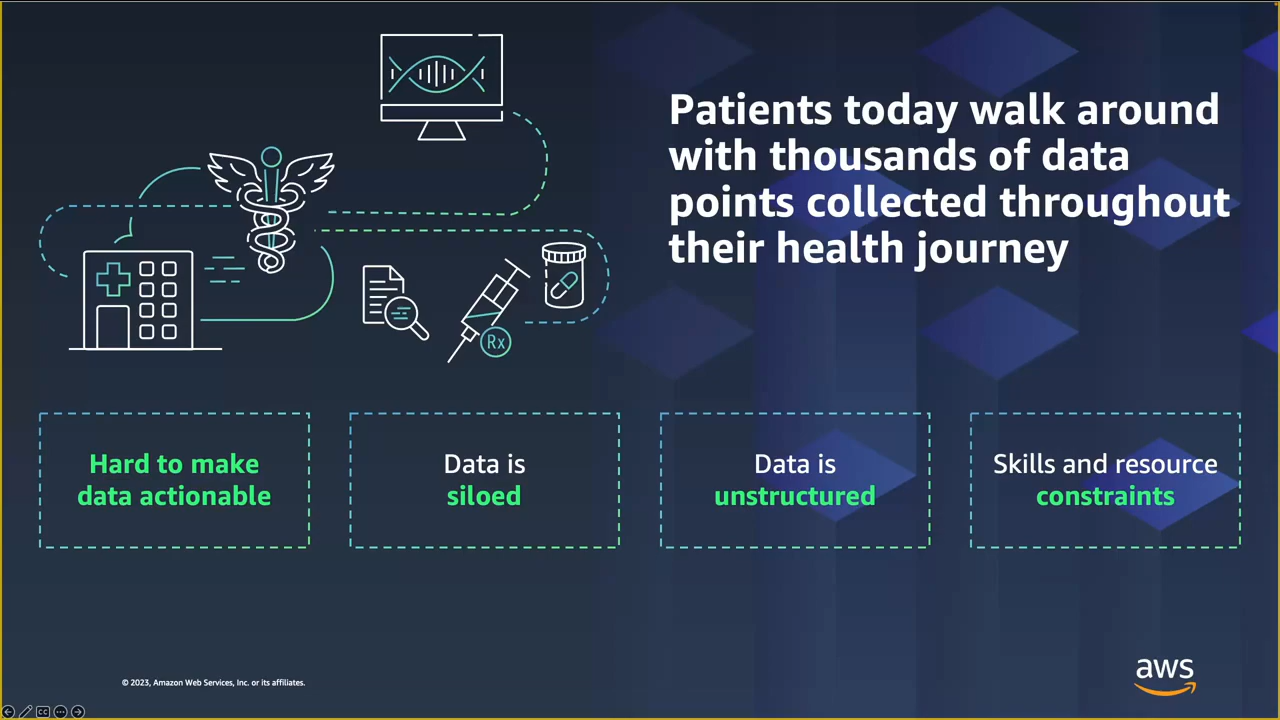 Patients today walk around
with thousands of data
points collected throughout
their health journey
Rx
Hard to make
data actionable
Data is
siloed
Data is
unstructured
Skills and resource
constraints
© 2023, Amazon Web Services, Inc. or its affiliates.
aws
CC